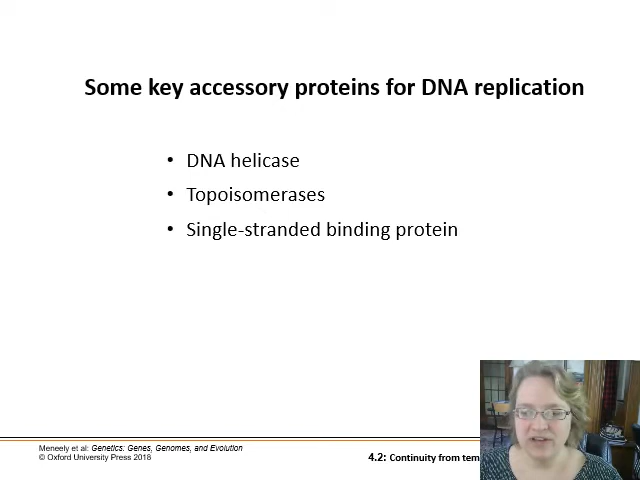 Some key accessory proteins for DNA replication
• DNA helicase
• Topoisomerases
• Single-stranded binding protein
Meneely et al: Genetics: Genes, Genomes, and Evolution
© Oxford University Press 2018
4.2: Continuity from tem